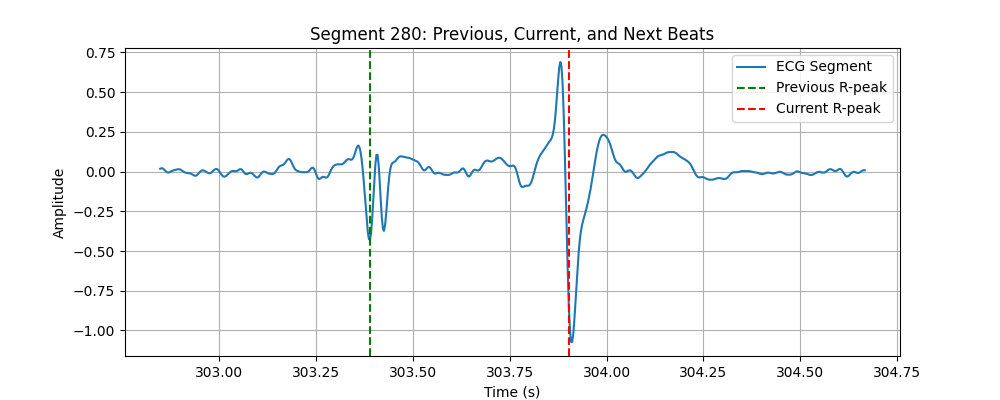 Segment 280: Previous, Current, and Next Beats
ECG Segment
Previous R-peak
Current R-peak
Amplitude
0.75
0.50
0.25
0.00
−0.25
−0.50
−0.75
−1.00
303.00 303.25 303.50 303.75 304.00 304.25 304.50 304.75
Time (s)